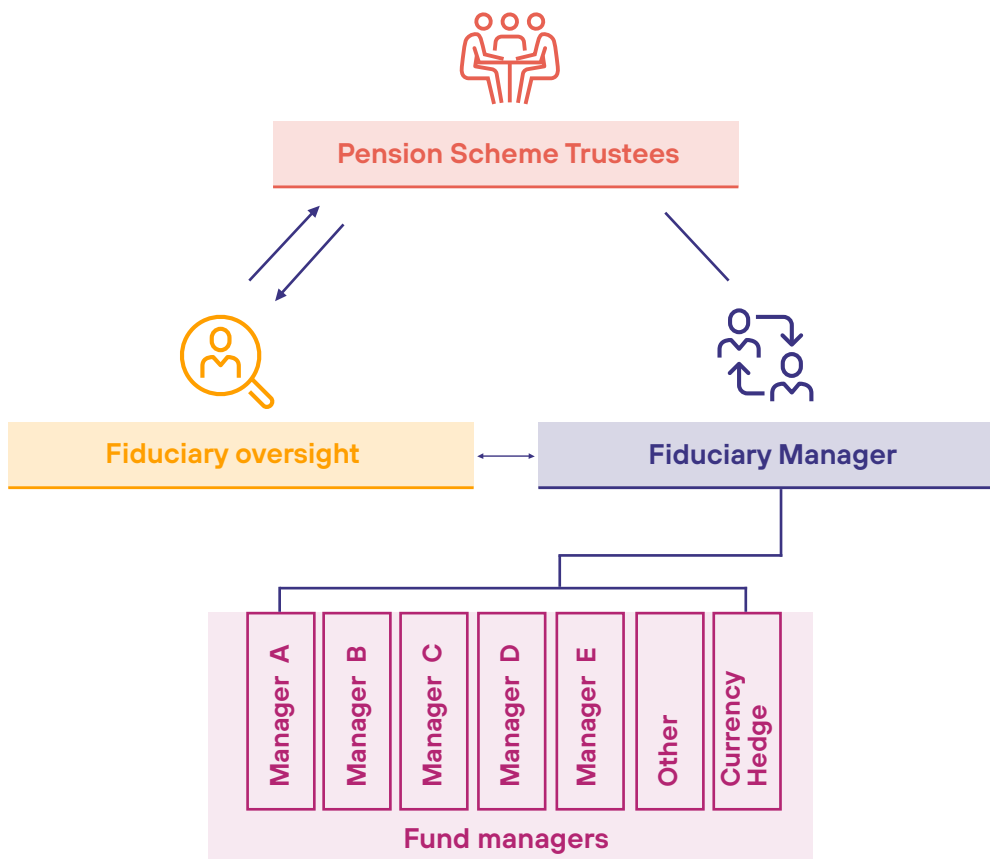 Pension Scheme Trustees
Fiduciary oversight
Fiduciary Manager
Manager A
Manager B
Manager C
Manager D
Manager E
Other
Currency
Hedge
Fund managers